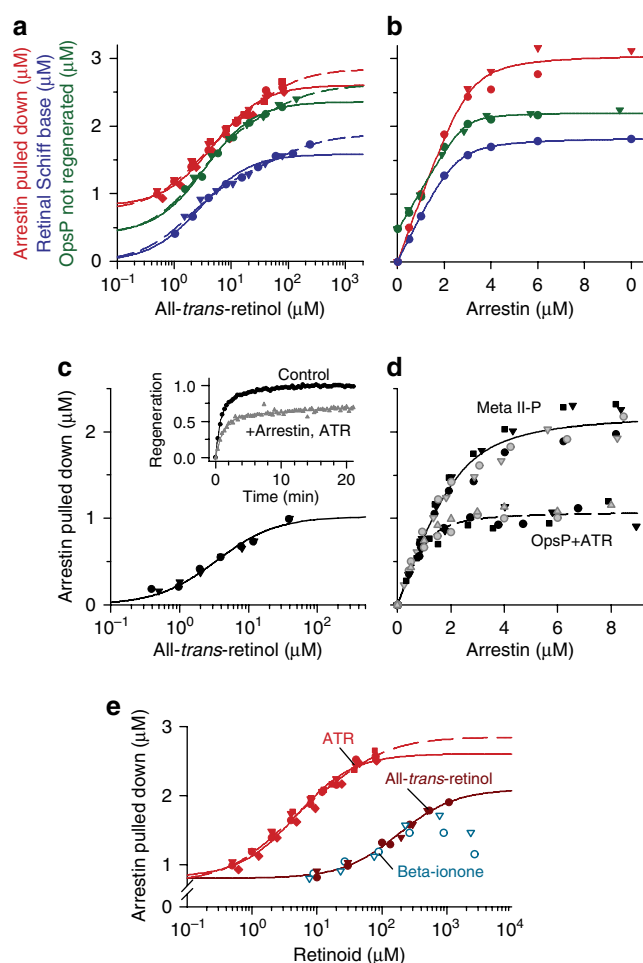 a
b
Arrestin pulled down (μM)
Retinal Schiff base (μM)
OpsP not regenerated (μM)
3
2
1
0
10⁻¹ 10⁰ 10¹ 10² 10³
All-trans-retinol (μM)
0 2 4 6 8 0
Arrestin (μM)
c
d
Arrestin pulled down (μM)
2
1
0
Regeneration
1.0
0.5
0.0
Control
+Arrestin, ATR
0 10 20
Time (min)
10⁻¹ 10⁰ 10¹ 10²
All-trans-retinol (μM)
2
1
0
Meta II-P
OpsP+ATR
0 2 4 6 8
Arrestin (μM)
e
Arrestin pulled down (μM)
3
2
1
0
ATR
All-trans-retinol
Beta-ionone
10⁻¹ 10⁰ 10¹ 10² 10³ 10⁴
Retinoid (μM)